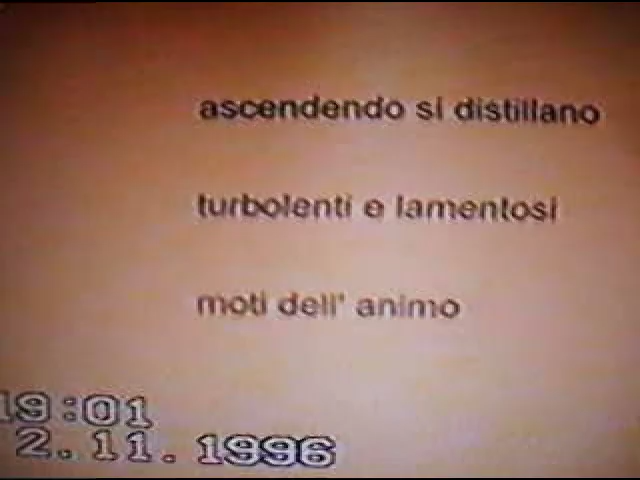 ascendendo si distillano
turbolenti e lamentosi
moti dell' animo
19:01
2.11.1996